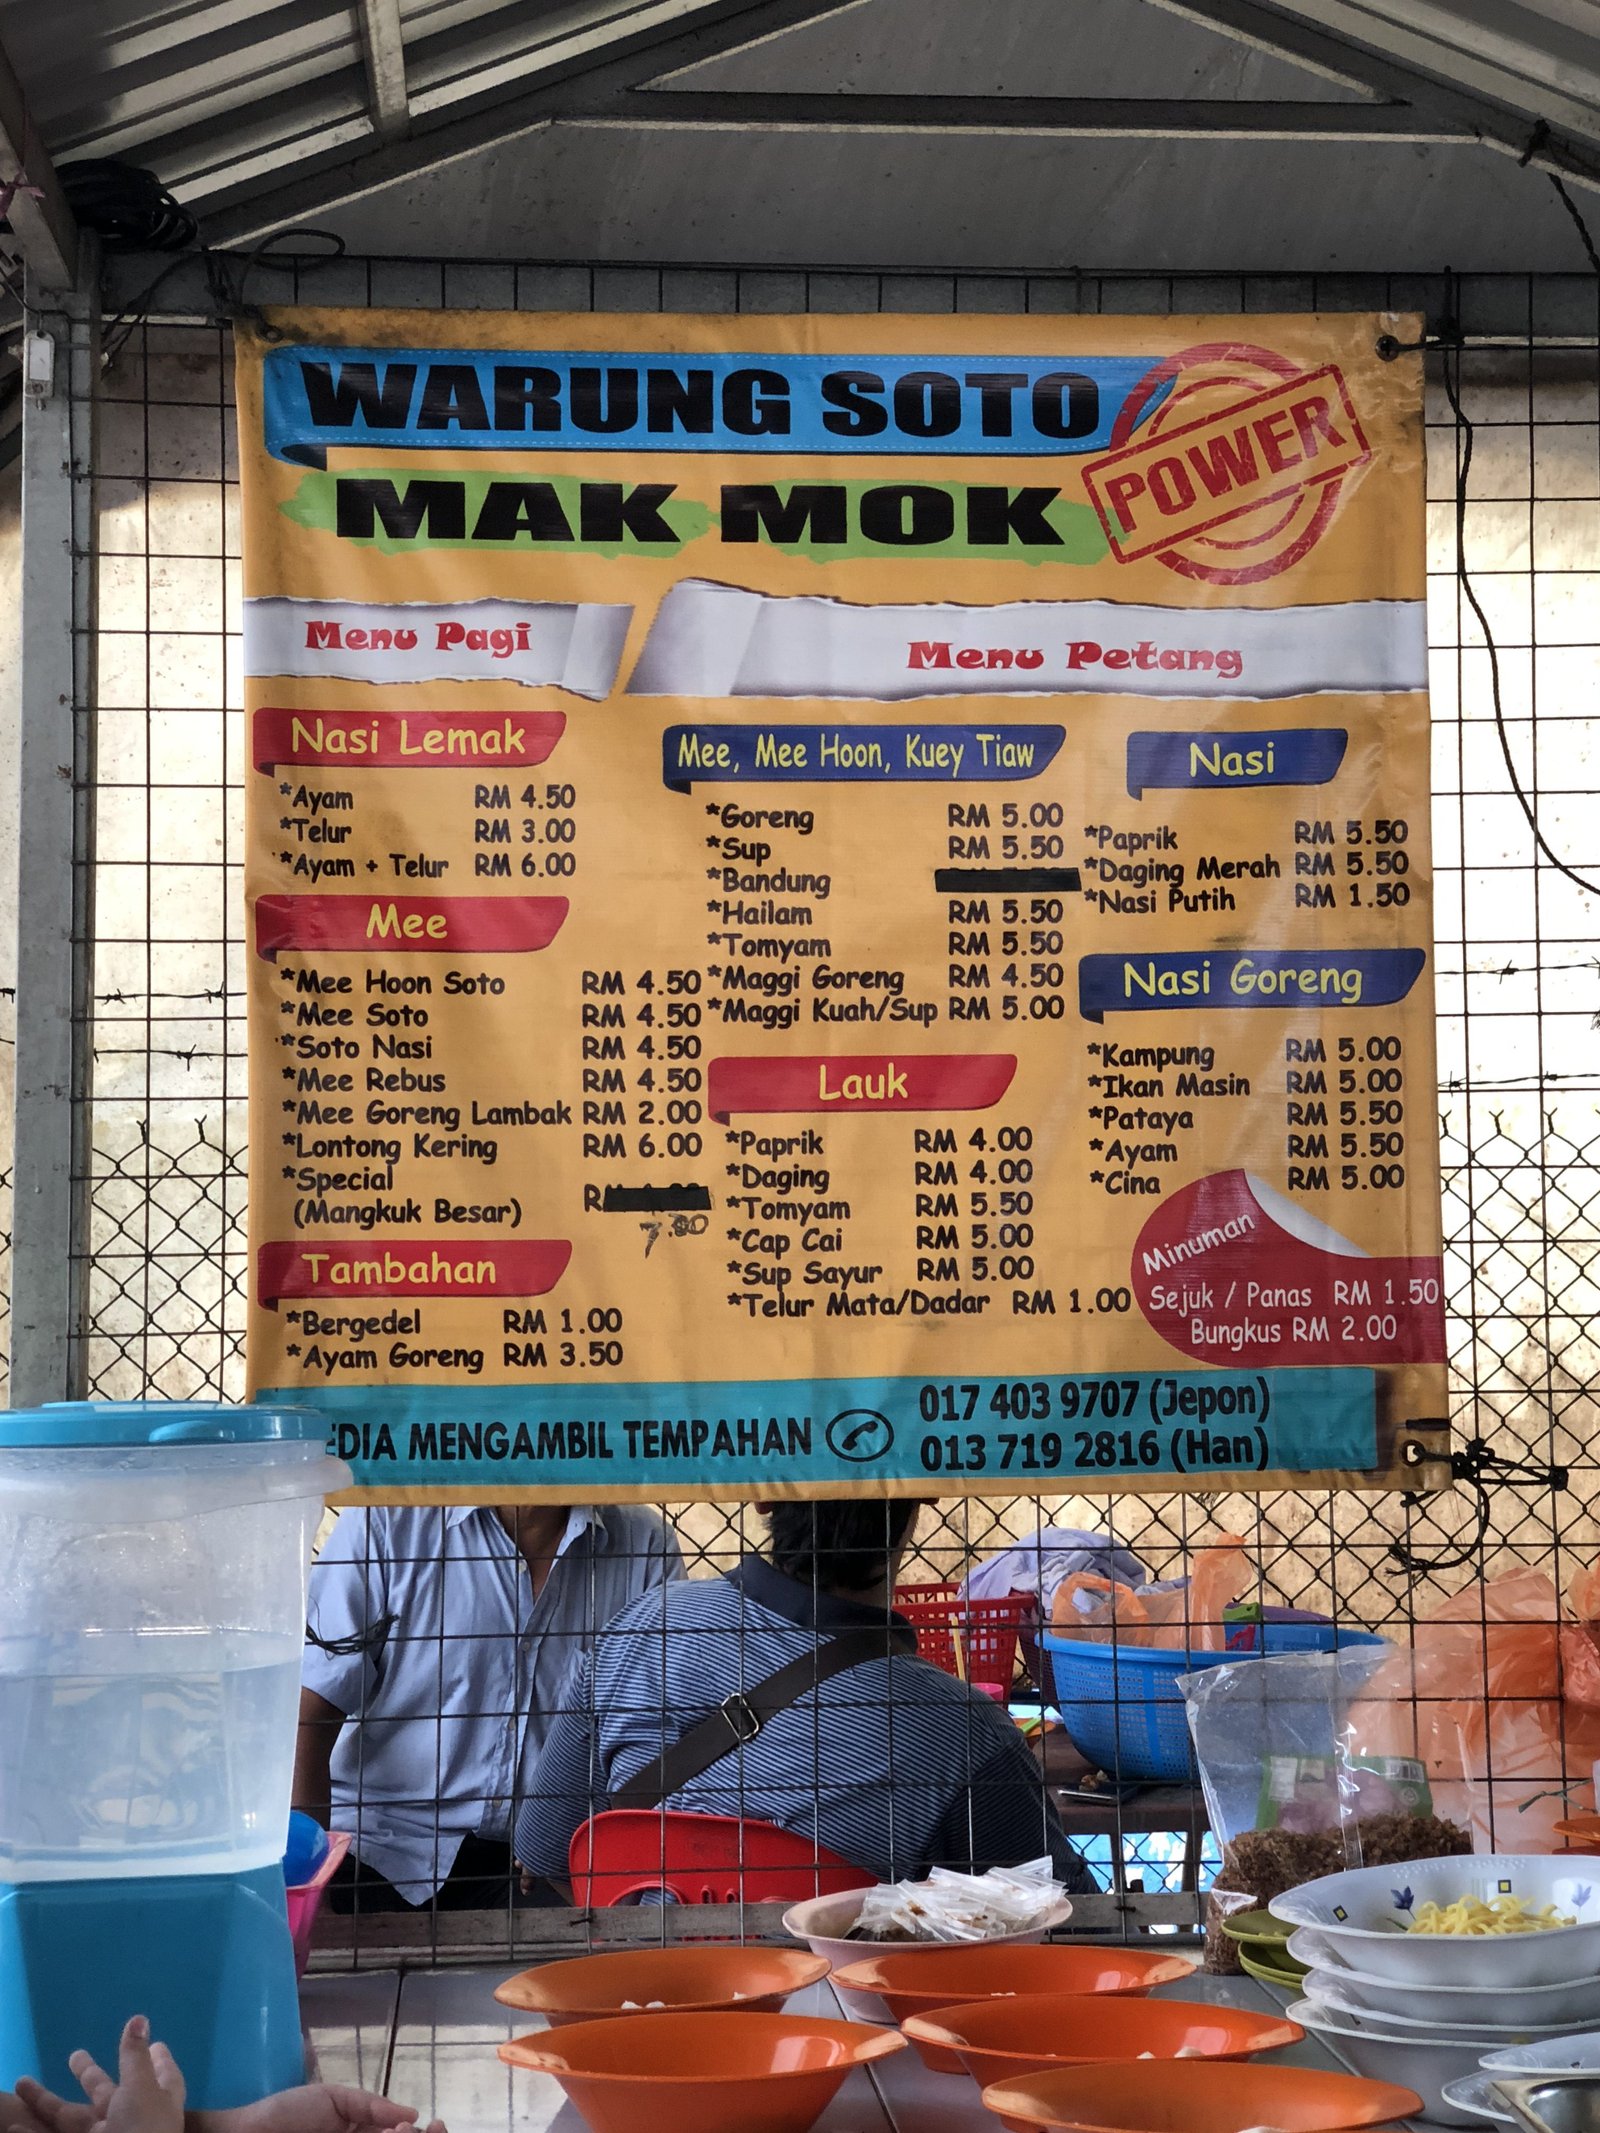 WARUNG SOTO
MAK MOK
POWER
Menu Pagi
Nasi Lemak
*Ayam RM 4.50
*Telur RM 3.00
*Ayam + Telur RM 6.00
Mee
*Mee Hoon Soto RM 4.50
*Mee Soto RM 4.50
*Soto Nasi RM 4.50
*Mee Rebus RM 4.50
*Mee Goreng Lambak RM 2.00
*Lontong Kering RM 6.00
*Special
(Mangkuk Besar) R
7.00
Tambahan
*Bergedel RM 1.00
*Ayam Goreng RM 3.50
Menu Petang
Mee, Mee Hoon, Kuey Tiaw
*Goreng RM 5.00
*Sup RM 5.50
*Bandung
*Hailam RM 5.50
*Tomyam RM 5.50
*Maggi Goreng RM 4.50
*Maggi Kuah/Sup RM 5.00
Lauk
*Paprik RM 4.00
*Daging RM 4.00
*Tomyam RM 5.50
*Cap Cai RM 5.00
*Sup Sayur RM 5.00
*Telur Mata/Dadar RM 1.00
Nasi
*Paprik RM 5.50
*Daging Merah RM 5.50
*Nasi Putih RM 1.50
Nasi Goreng
*Kampung RM 5.00
*Ikan Masin RM 5.00
*Pataya RM 5.50
*Ayam RM 5.50
*Cina RM 5.00
Minuman
Sejuk / Panas RM 1.50
Bungkus RM 2.00
EDIA MENGAMBIL TEMPAHAN
017 403 9707 (Jepon)
013 719 2816 (Han)